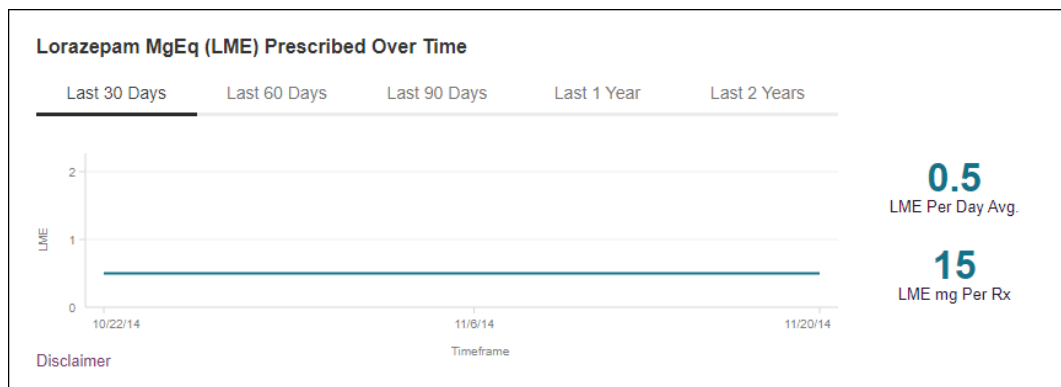 Lorazepam MgEq (LME) Prescribed Over Time
Last 30 Days Last 60 Days Last 90 Days Last 1 Year Last 2 Years
2
1
0
LME
10/22/14 11/6/14 11/20/14
Timeframe
Disclaimer
0.5
LME Per Day Avg.
15
LME mg Per Rx